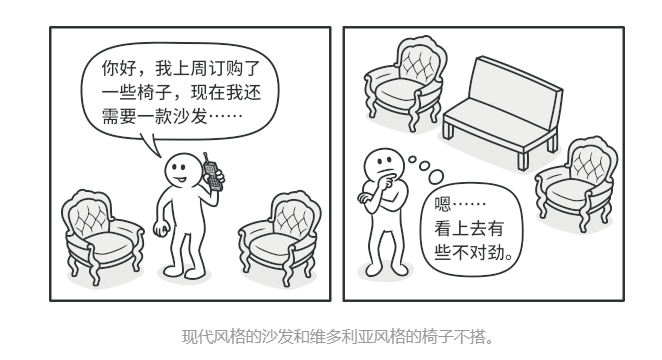 你好，我上周订购了
一些椅子，现在我还
需要一款沙发……
嗯……
看上去有
些不对劲。
现代风格的沙发和维多利亚风格的椅子不搭。